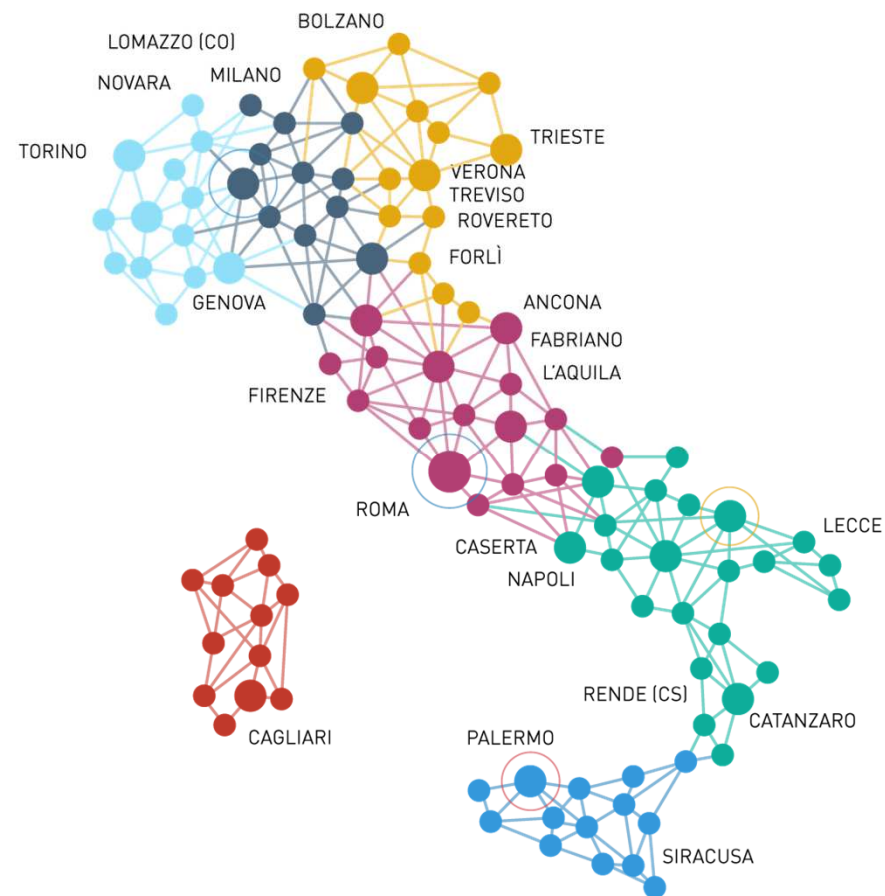 BOLZANO
LOMAZZO (CO)
NOVARA
MILANO
TORINO
TRIESTE
VERONA
TREVISO
ROVERETO
FORLÌ
GENOVA
ANCONA
FABRIANO
L'AQUILA
FIRENZE
ROMA
CASERTA
NAPOLI
LECCE
RENDE (CS)
CATANZARO
CAGLIARI
PALERMO
SIRACUSA